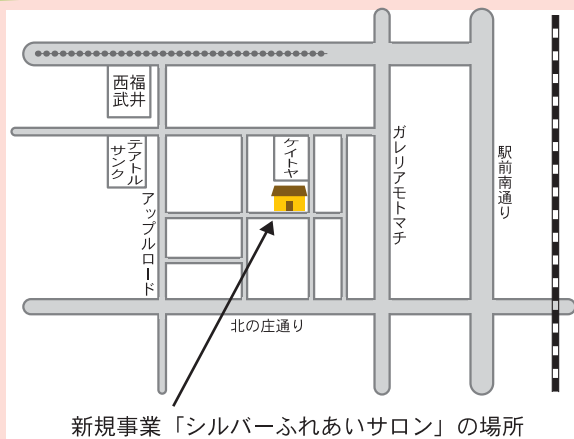 福井
西武
テアトル
サンク
ケイトヤ
アップルロード
ガレリアモトマチ
駅前南通り
北の庄通り
新規事業「シルバーふれあいサロン」の場所